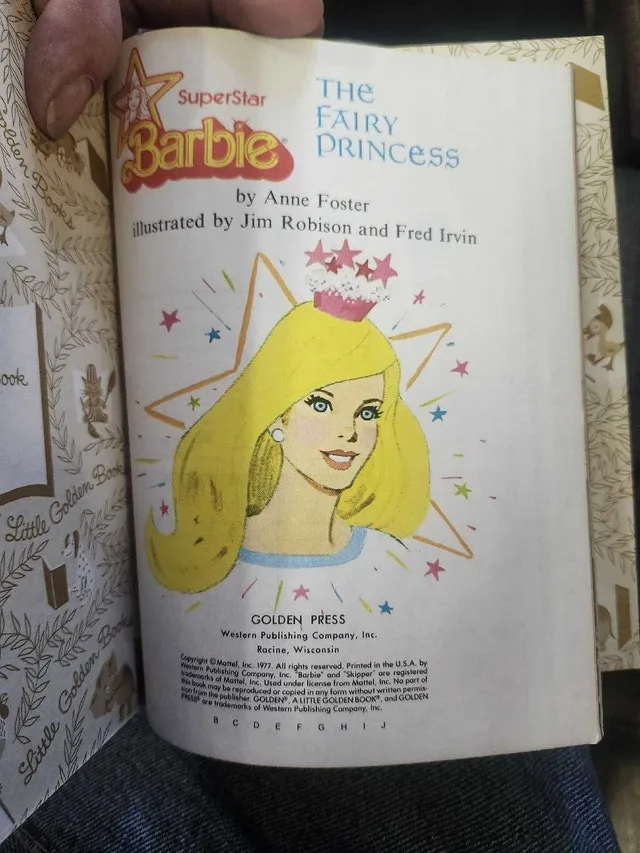 SuperStar
Barbie®
THE
FAIRY
PRINCESS
by Anne Foster
illustrated by Jim Robison and Fred Irvin
GOLDEN PRESS
Western Publishing Company, Inc.
Racine, Wisconsin
Copyright © Mattel, Inc. 1977. All rights reserved. Printed in the U.S.A. by
Western Publishing Company, Inc. "Barbie" and "Skipper" are registered
trademarks of Mattel, Inc. Used under license from Mattel, Inc. No part of
this book may be reproduced or copied in any form without written permis-
sion from the publisher. GOLDEN®, A LITTLE GOLDEN BOOK®, and GOLDEN
PRESS® are trademarks of Western Publishing Company, Inc.
B C D E F G H I J
Golden Books
ook
Little Golden Book
Little Golden Book